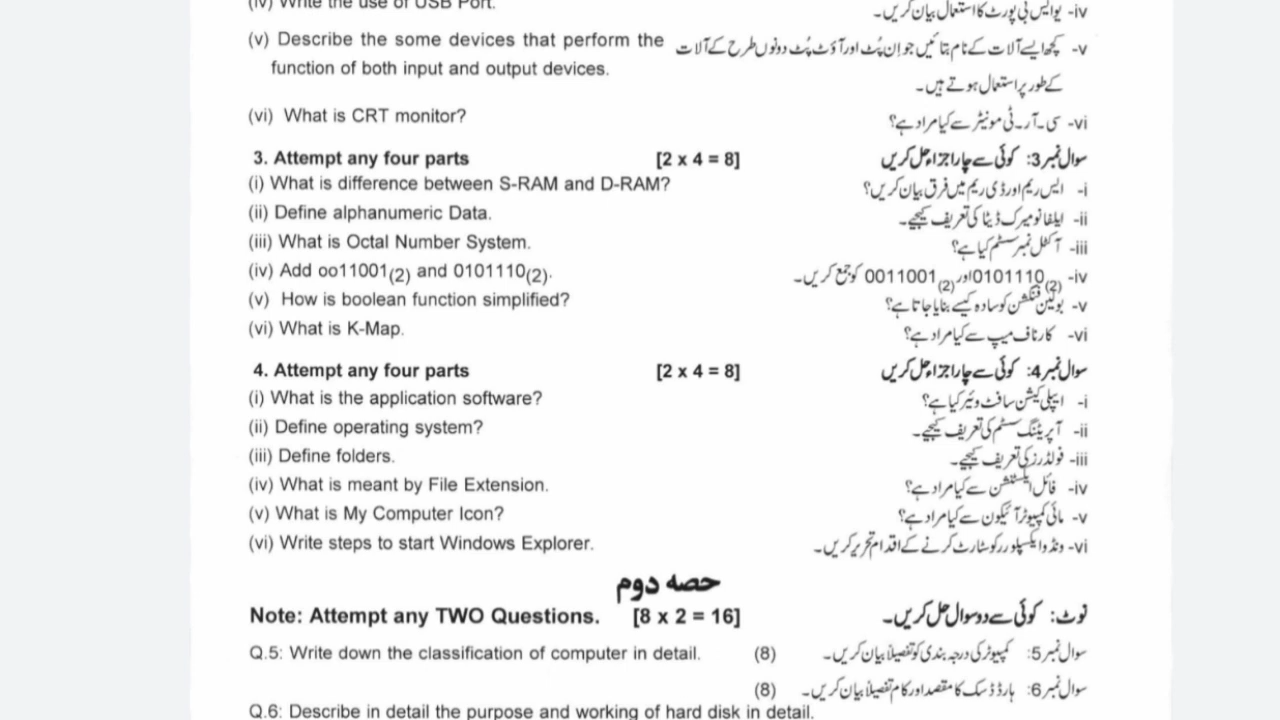 (iv) Write the use of USB Port. iv- یو ایس بی پورٹ کا استعمال بیان کریں۔
(v) Describe the some devices that perform the v- کچھ ایسے آلات کے نام بتائیں جو اِن پُٹ اور آؤٹ پُٹ دونوں طرح کے آلات
function of both input and output devices. کے طور پر استعمال ہوتے ہیں۔
(vi) What is CRT monitor? vi- سی۔آر۔ٹی مونیٹر سے کیا مراد ہے؟
3. Attempt any four parts [2 x 4 = 8] سوال نمبر3: کوئی سے چار اجزاء حل کریں
(i) What is difference between S-RAM and D-RAM? i- ایس ریم اور ڈی ریم میں فرق بیان کریں؟
(ii) Define alphanumeric Data. ii- ایلفا نومیرک ڈیٹا کی تعریف کیجیے۔
(iii) What is Octal Number System. iii- آکٹل نمبر سسٹم کیا ہے؟
(iv) Add oo11001(2) and 0101110(2). iv- 0101110(2) اور 0011001(2) کو جمع کریں۔
(v) How is boolean function simplified? v- بولین فنکشن کو سادہ کیسے بنایا جاتا ہے؟
(vi) What is K-Map. vi- کارناف میپ سے کیا مراد ہے؟
4. Attempt any four parts [2 x 4 = 8] سوال نمبر4: کوئی سے چار اجزاء حل کریں
(i) What is the application software? i- ایپلی کیشن سافٹ وئیر کیا ہے؟
(ii) Define operating system? ii- آپریٹنگ سسٹم کی تعریف کیجیے۔
(iii) Define folders. iii- فولڈرز کی تعریف کیجیے۔
(iv) What is meant by File Extension. iv- فائل ایکسٹنشن سے کیا مراد ہے؟
(v) What is My Computer Icon? v- مائی کمپیوٹر آئیکون سے کیا مراد ہے؟
(vi) Write steps to start Windows Explorer. vi- ونڈو ایکسپلورر کو سٹارٹ کرنے کے اقدام تحریر کریں۔
حصہ دوم
Note: Attempt any TWO Questions. [8 x 2 = 16] نوٹ: کوئی سے دو سوال حل کریں۔
Q.5: Write down the classification of computer in detail. (8) سوال نمبر5: کمپیوٹر کی درجہ بندی کو تفصیلاً بیان کریں۔
(8) سوال نمبر6: ہارڈ ڈسک کا مقصد اور کام تفصیلاً بیان کریں۔
Q.6: Describe in detail the purpose and working of hard disk in detail.